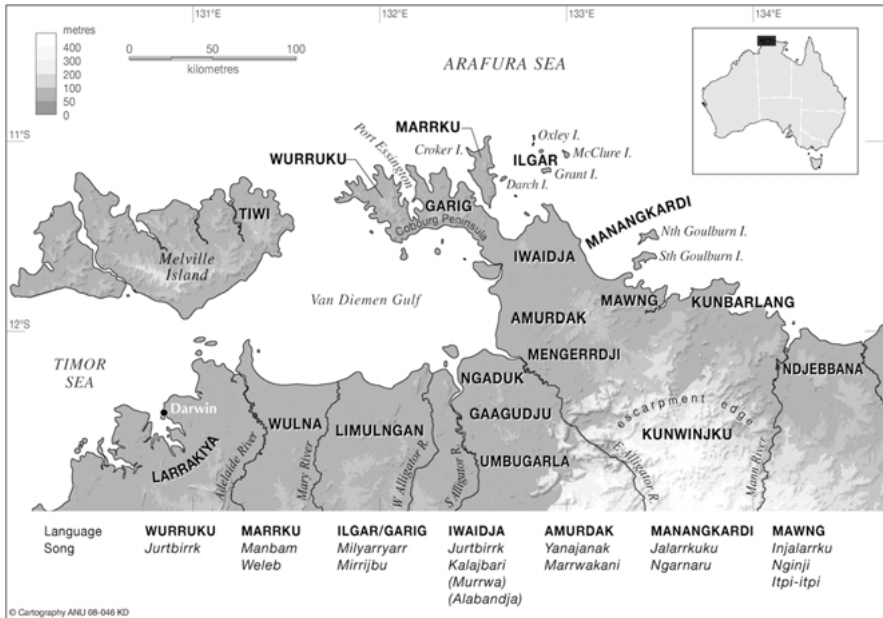 metres
400
300
200
100
50
0
131°E
132°E
133°E
134°E
0
50
100
kilometres
ARAFURA SEA
11°S
MARRKU
Croker I.
Oxley I.
McClure I.
ILGAR
Grant I.
Darch I.
WURRUKU
Port Essington
TIWI
GARIG
Cobourg Peninsula
MANANGKARDI
Nth Goulburn I.
Sth Goulburn I.
Melville
Island
IWAIDJA
Van Diemen Gulf
MAWNG
KUNBARLANG
12°S
AMURDAK
TIMOR
SEA
MENGERRDJI
NDJEBBANA
NGADUK
Darwin
GAAGUDJU
escarpment edge
WULNA
LIMULNGAN
KUNWINJKU
LARRAKIYA
UMBUGARLA
Adelaide River
Mary River
W Alligator R.
S Alligator R.
E Alligator R.
Mann River
Language WURRUKU MARRKU ILGAR/GARIG IWAIDJA AMURDAK MANANGKARDI MAWNG
Song Jurtbirrk Manbam Milyarryarr Jurtbirrk Yanajanak Jalarrkuku Injalarrku
Weleb Mirrijbu Kalajbari Marrwakani Ngarnaru Nginji
(Murrwa) Itpi-itpi
(Alabandja)
© Cartography ANU 08-046 KD